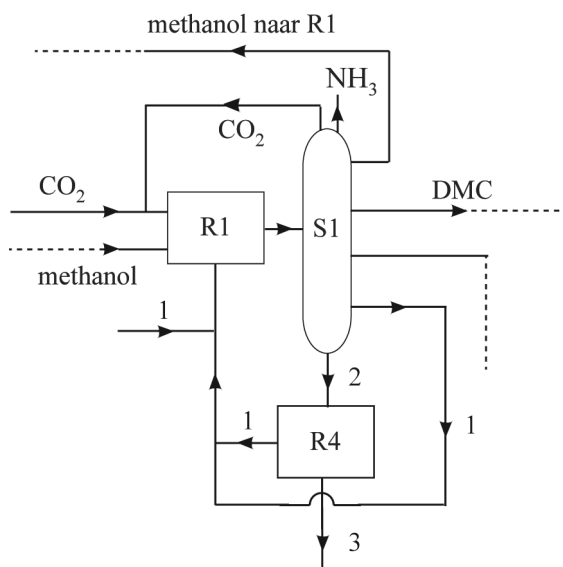 methanol naar R1
NH3
CO2
CO2
DMC
R1
S1
methanol
1
2
1
R4
1
3